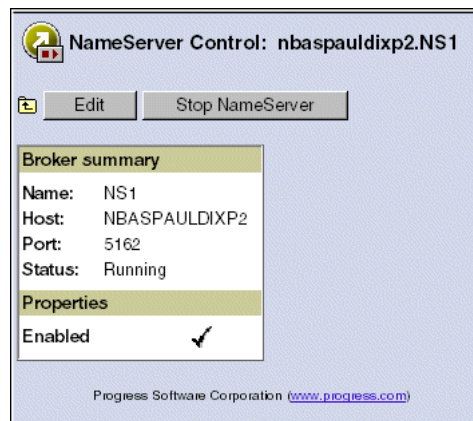 NameServer Control: nbaspauldixp2.NS1
Edit Stop NameServer
Broker summary
Name: NS1
Host: NBASPAULDIXP2
Port: 5162
Status: Running
Properties
Enabled
Progress Software Corporation (www.progress.com)